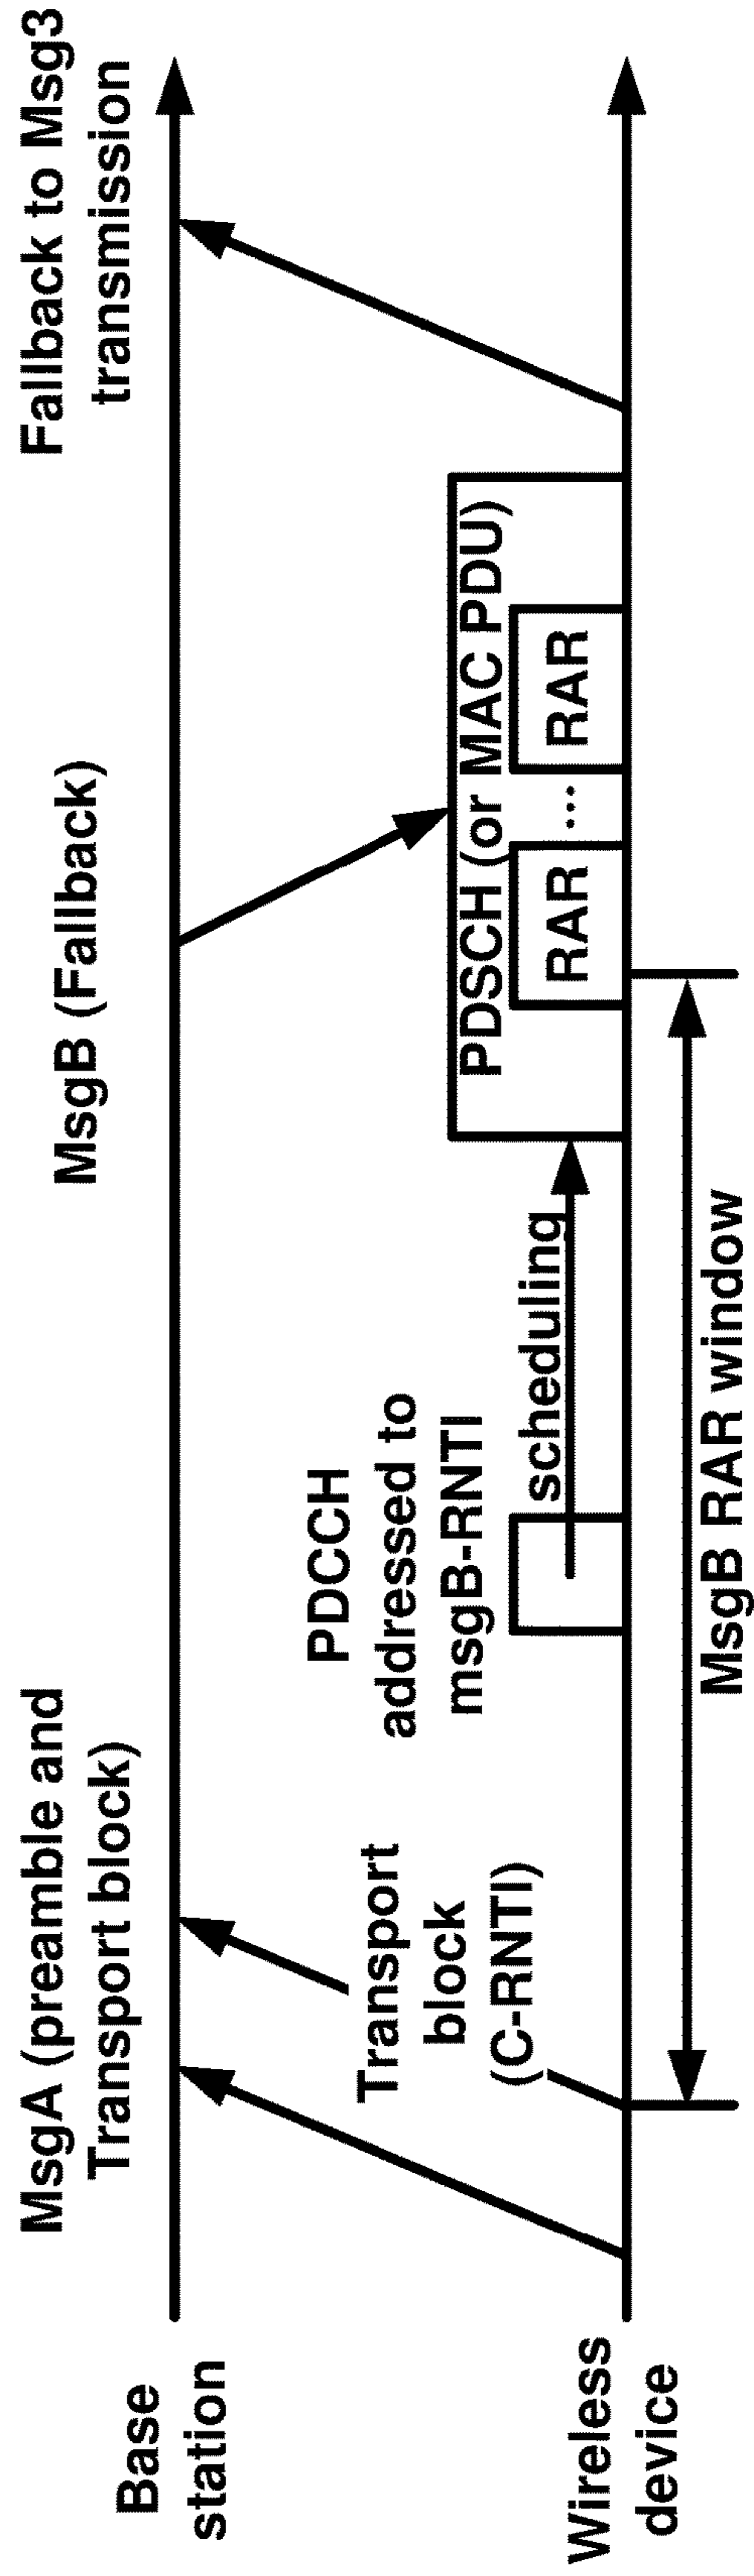 MsgA (preamble and
Transport block)
MsgB (Fallback)
Fallback to Msg3
transmission
Base
station
Transport
block
(C-RNTI)
PDCCH
addressed to
msgB-RNTI
scheduling
PDSCH (or MAC PDU)
RAR
...
RAR
Wireless
device
MsgB RAR window